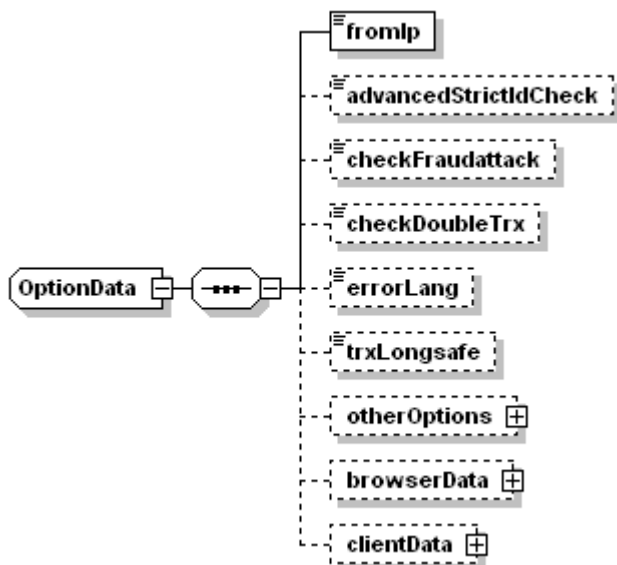 fromIp
advancedStrictIdCheck
checkFraudattack
checkDoubleTrx
OptionData
errorLang
trxLongsafe
otherOptions
browserData
clientData